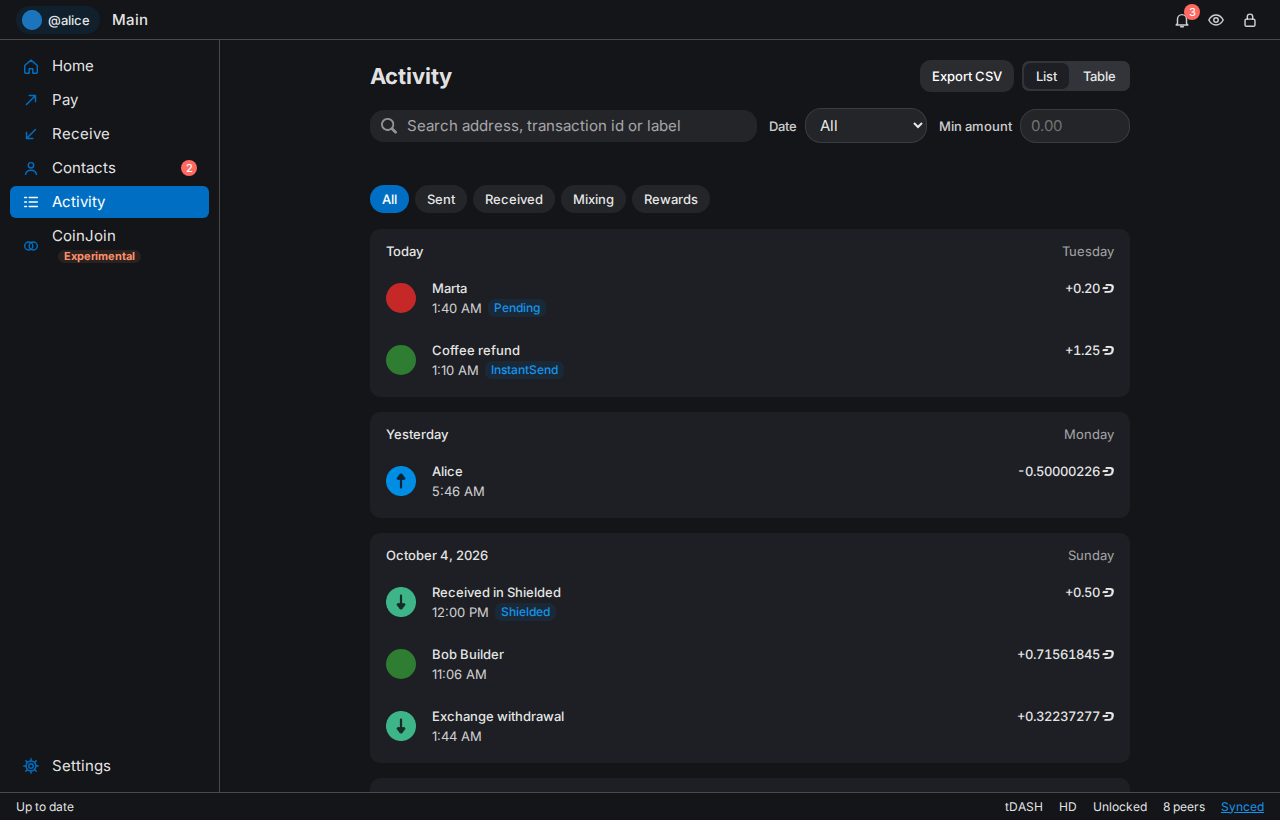 @alice
Main
3
Home
Pay
Receive
Contacts
2
Activity
CoinJoin
Experimental
Settings
Activity
Export CSV
List
Table
Search address, transaction id or label
Date
All
Min amount
0.00
All
Sent
Received
Mixing
Rewards
Today
Tuesday
Marta
+0.20
1:40 AM
Pending
Coffee refund
+1.25
1:10 AM
InstantSend
Yesterday
Monday
Alice
-0.50000226
5:46 AM
October 4, 2026
Sunday
Received in Shielded
+0.50
12:00 PM
Shielded
Bob Builder
+0.71561845
11:06 AM
Exchange withdrawal
+0.32237277
1:44 AM
Up to date
tDASH
HD
Unlocked
8 peers
Synced